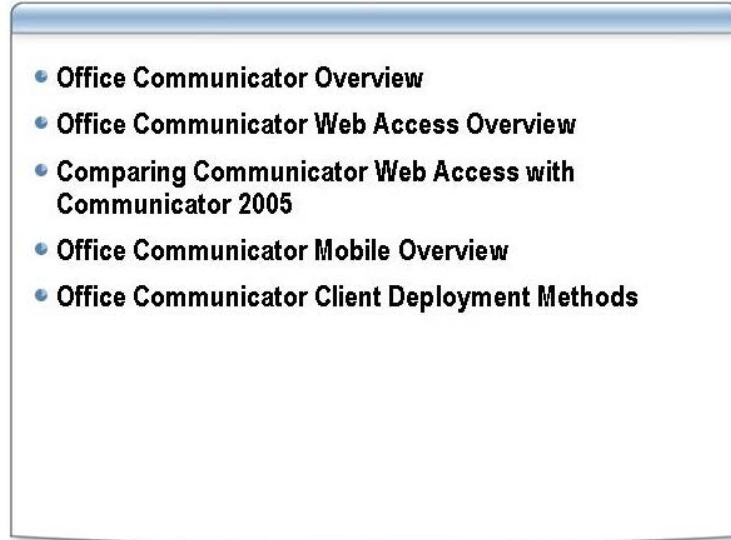 Office Communicator Overview
Office Communicator Web Access Overview
Comparing Communicator Web Access with
Communicator 2005
Office Communicator Mobile Overview
Office Communicator Client Deployment Methods